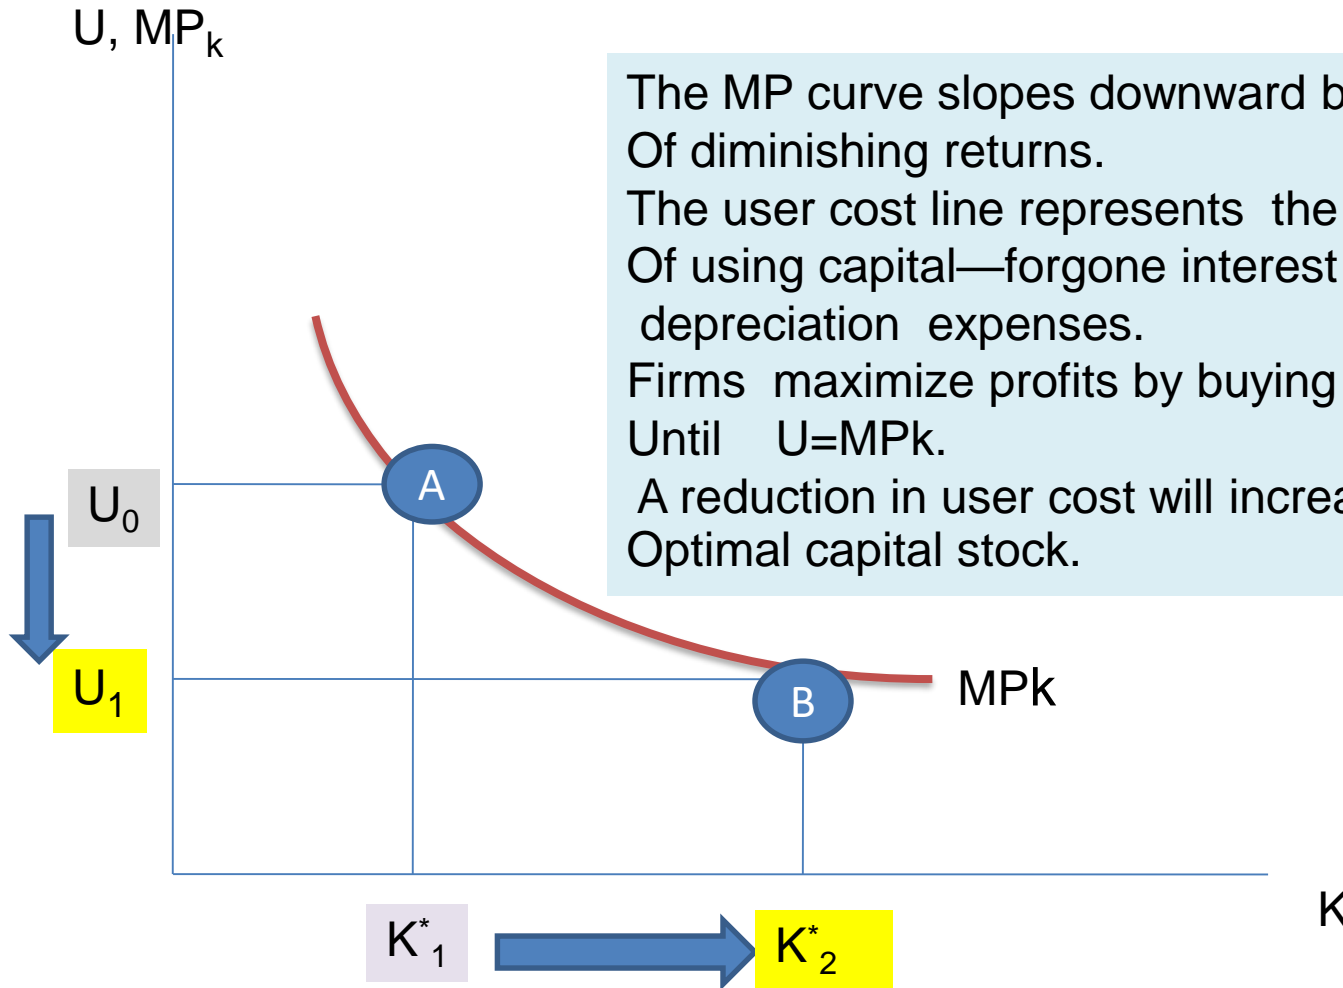 U, MPk
The MP curve slopes downward b
Of diminishing returns.
The user cost line represents the
Of using capital—forgone interest
depreciation expenses.
Firms maximize profits by buying
Until U=MPk.
A reduction in user cost will increa
Optimal capital stock.
A
U0
U1
B
MPk
K
K*1
K*2